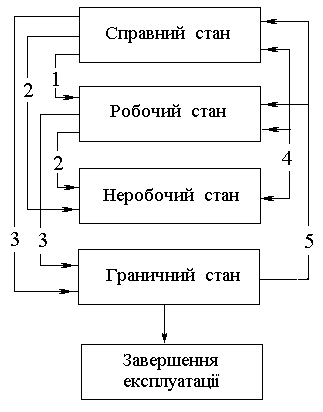 Справний стан
1
2
Робочий стан
2
4
Неробочий стан
3
3
5
Граничний стан
Завершення
експлуатації